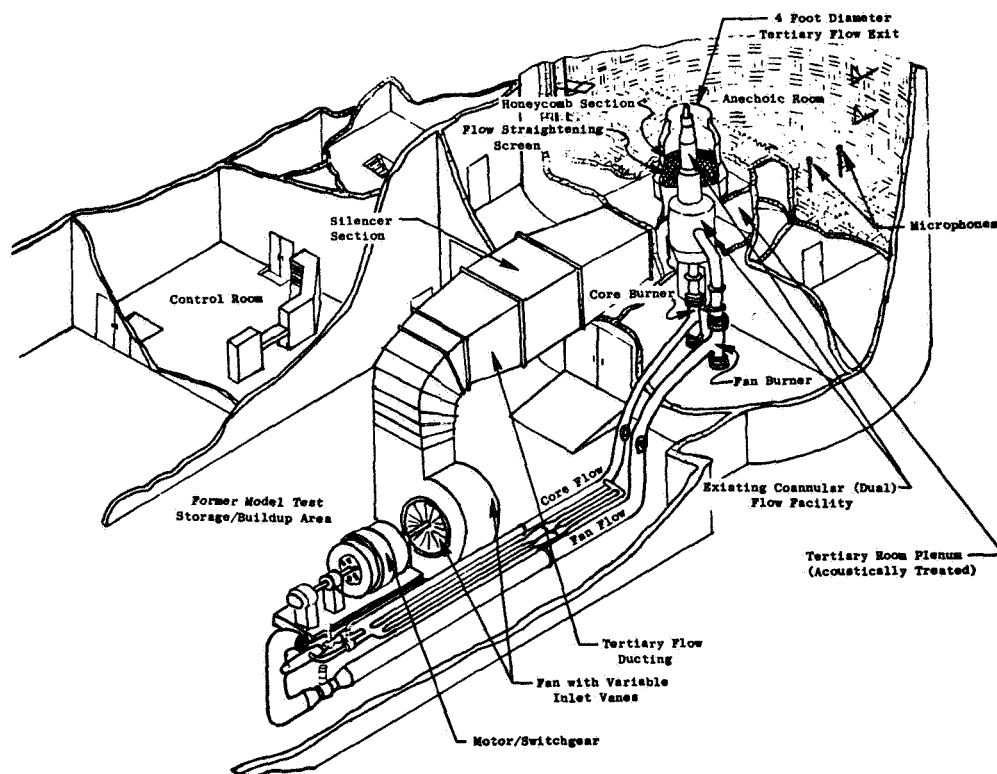 4 Foot Diameter
Tertiary Flow Exit
Honeycomb Section
Anechoic Room
Flow Straightening
Screen
Silencer
Section
Microphones
Control Room
Core Burner
Fan Burner
Former Model Test
Storage/Buildup Area
Core Flow
Fan Flow
Existing Coannular (Dual)
Flow Facility
Tertiary Room Plenum
(Acoustically Treated)
Tertiary Flow
Ducting
Fan with Variable
Inlet Vanes
Motor/Switchgear